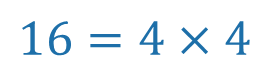 16 = 4 × 4